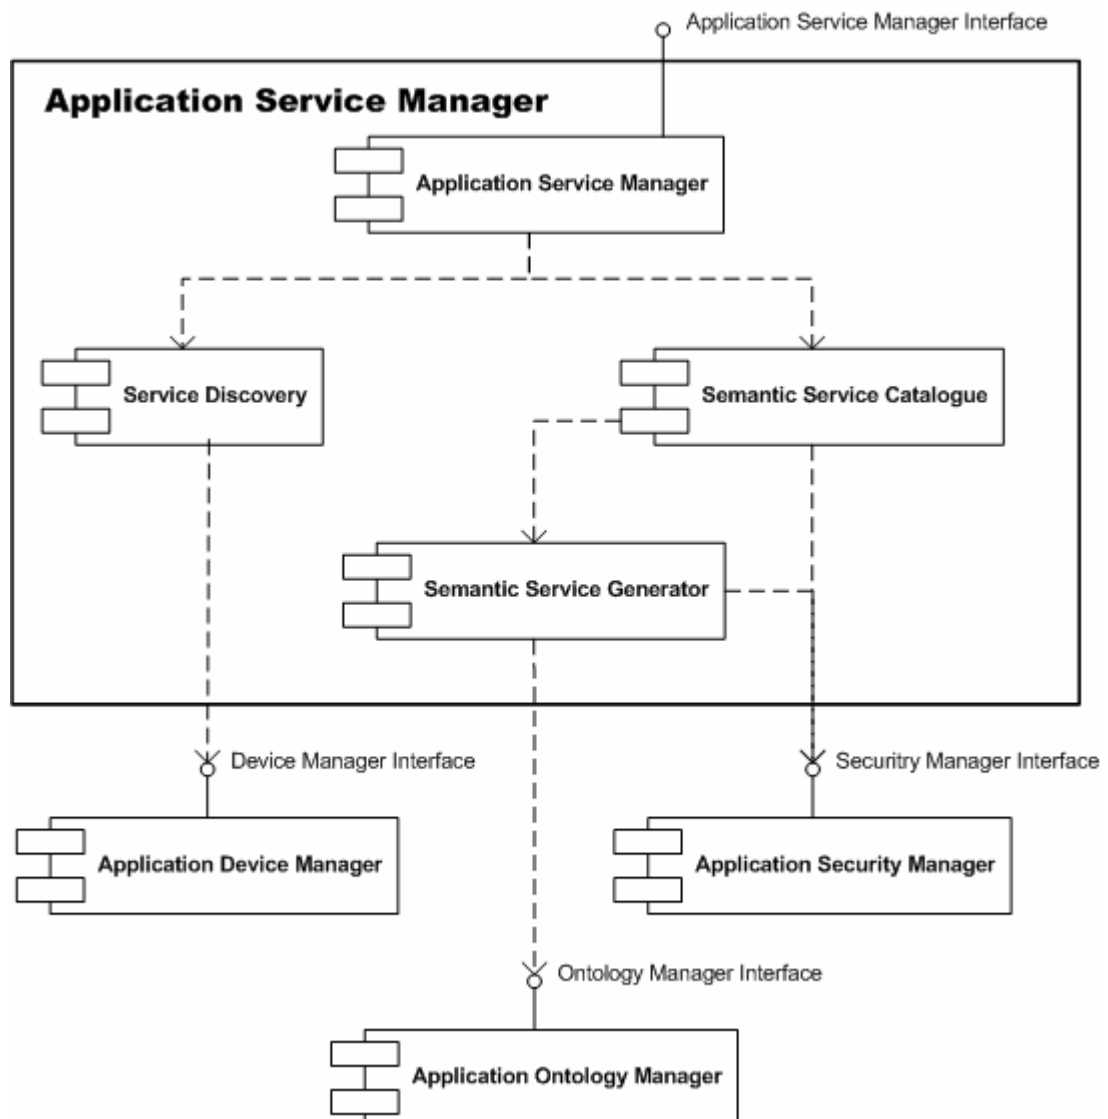 Application Service Manager Interface
Application Service Manager
Application Service Manager
Service Discovery
Semantic Service Catalogue
Semantic Service Generator
Device Manager Interface
Securitry Manager Interface
Application Device Manager
Application Security Manager
Ontology Manager Interface
Application Ontology Manager